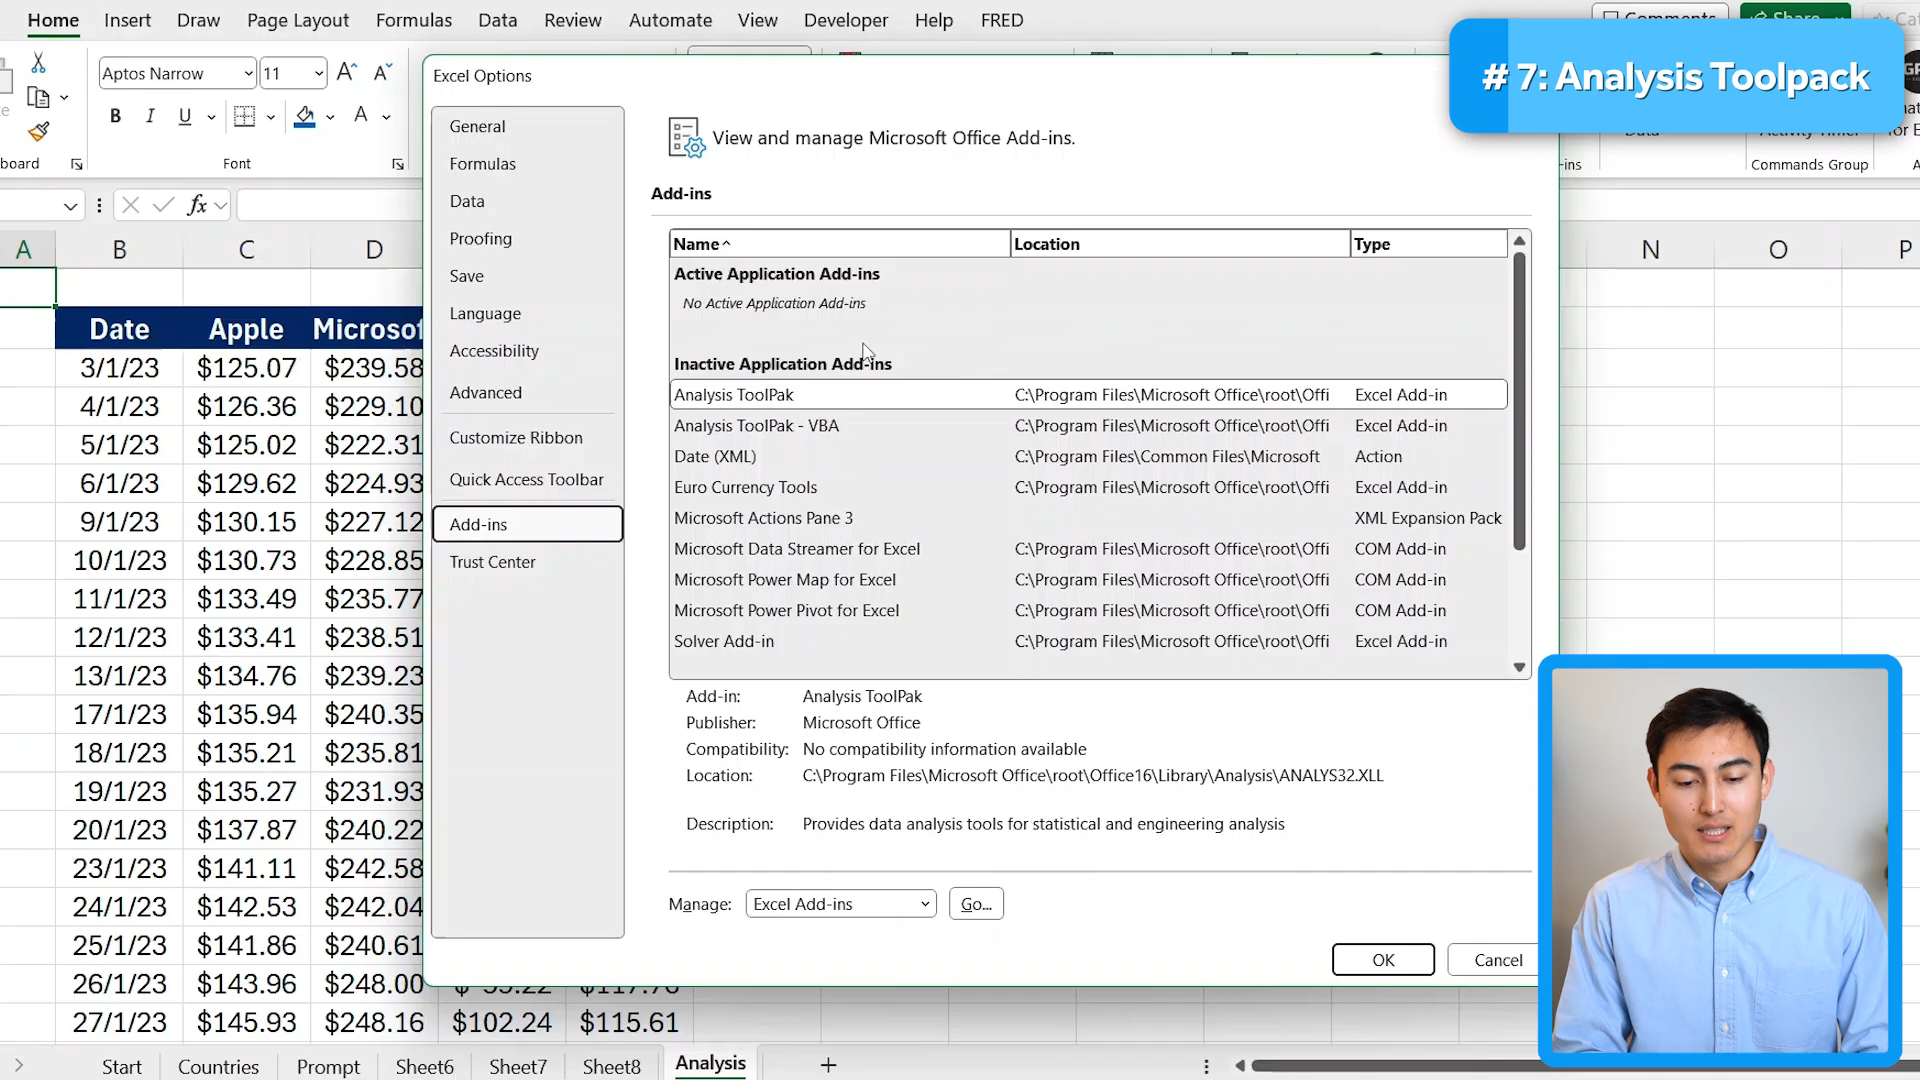 Home Insert Draw Page Layout Formulas Data Review Automate View Developer Help FRED
Comments
Share
# 7: Analysis Toolpack
Aptos Narrow 11
B I U
Font
Commands Group
fx
Excel Options
General
Formulas
Data
Proofing
Save
Language
Accessibility
Advanced
Customize Ribbon
Quick Access Toolbar
Add-ins
Trust Center
View and manage Microsoft Office Add-ins.
Add-ins
Name Location Type
Active Application Add-ins
No Active Application Add-ins
Inactive Application Add-ins
Analysis ToolPak C:\Program Files\Microsoft Office\root\Offi Excel Add-in
Analysis ToolPak - VBA C:\Program Files\Microsoft Office\root\Offi Excel Add-in
Date (XML) C:\Program Files\Common Files\Microsoft Action
Euro Currency Tools C:\Program Files\Microsoft Office\root\Offi Excel Add-in
Microsoft Actions Pane 3 XML Expansion Pack
Microsoft Data Streamer for Excel C:\Program Files\Microsoft Office\root\Offi COM Add-in
Microsoft Power Map for Excel C:\Program Files\Microsoft Office\root\Offi COM Add-in
Microsoft Power Pivot for Excel C:\Program Files\Microsoft Office\root\Offi COM Add-in
Solver Add-in C:\Program Files\Microsoft Office\root\Offi Excel Add-in
Add-in: Analysis ToolPak
Publisher: Microsoft Office
Compatibility: No compatibility information available
Location: C:\Program Files\Microsoft Office\root\Office16\Library\Analysis\ANALYS32.XLL
Description: Provides data analysis tools for statistical and engineering analysis
Manage: Excel Add-ins Go...
OK Cancel
A B C D N O P
Date Apple Microsof
3/1/23 $125.07 $239.58
4/1/23 $126.36 $229.10
5/1/23 $125.02 $222.31
6/1/23 $129.62 $224.93
9/1/23 $130.15 $227.12
10/1/23 $130.73 $228.85
11/1/23 $133.49 $235.77
12/1/23 $133.41 $238.51
13/1/23 $134.76 $239.23
17/1/23 $135.94 $240.35
18/1/23 $135.21 $235.81
19/1/23 $135.27 $231.93
20/1/23 $137.87 $240.22
23/1/23 $141.11 $242.58
24/1/23 $142.53 $242.04
25/1/23 $141.86 $240.61
26/1/23 $143.96 $248.00
27/1/23 $145.93 $248.16 $102.24 $115.61
Start Countries Prompt Sheet6 Sheet7 Sheet8 Analysis